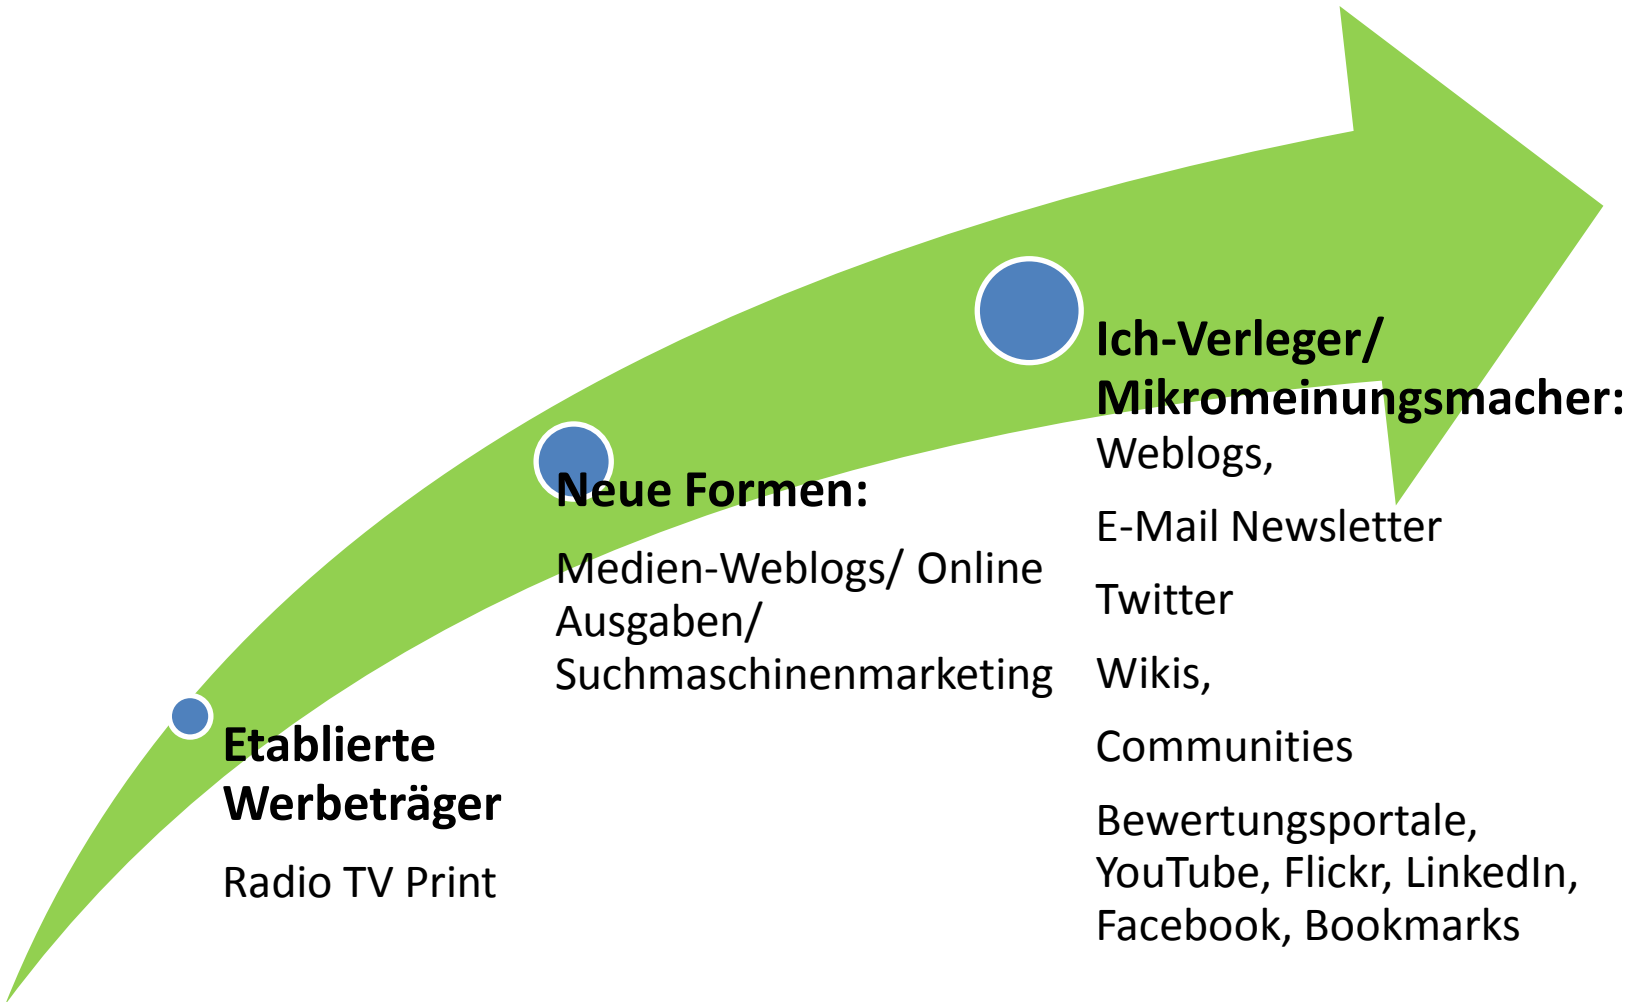 Etablierte
Werbeträger
Radio TV Print
Neue Formen:
Medien-Weblogs/ Online
Ausgaben/
Suchmaschinenmarketing
Ich-Verleger/
Mikromeinungsmacher:
Weblogs,
E-Mail Newsletter
Twitter
Wikis,
Communities
Bewertungsportale,
YouTube, Flickr, LinkedIn,
Facebook, Bookmarks